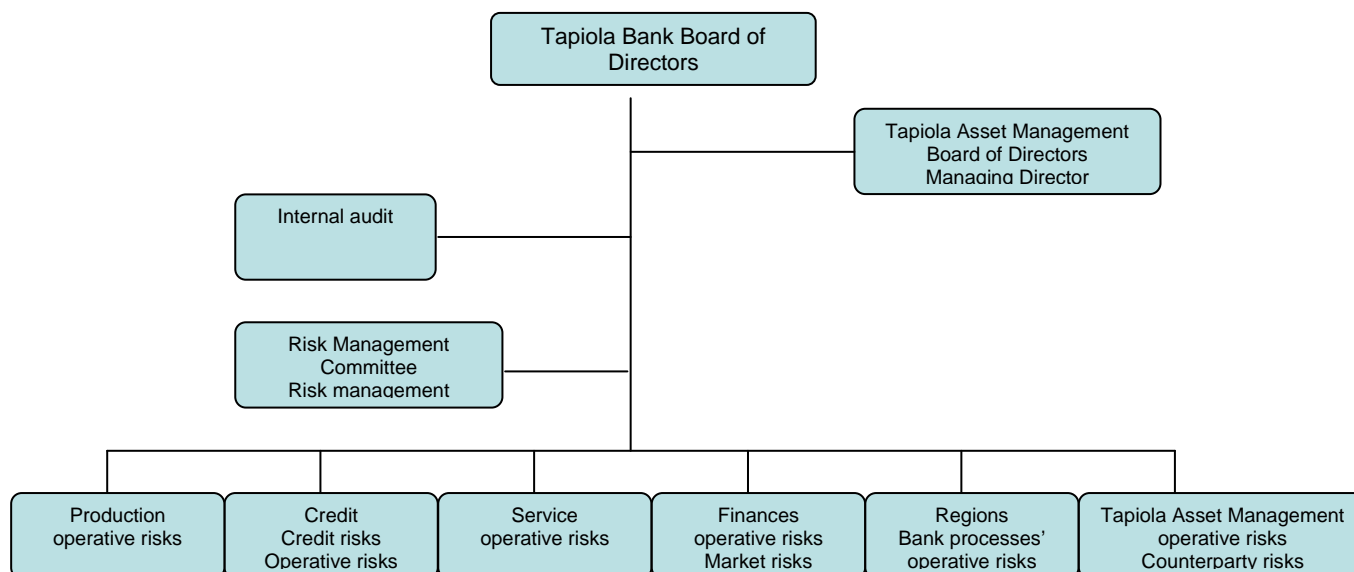 Tapiola Bank Board of
Directors
Tapiola Asset Management
Board of Directors
Managing Director
Internal audit
Risk Management
Committee
Risk management
Production
operative risks
Credit
Credit risks
Operative risks
Service
operative risks
Finances
operative risks
Market risks
Regions
Bank processes’
operative risks
Tapiola Asset Management
operative risks
Counterparty risks